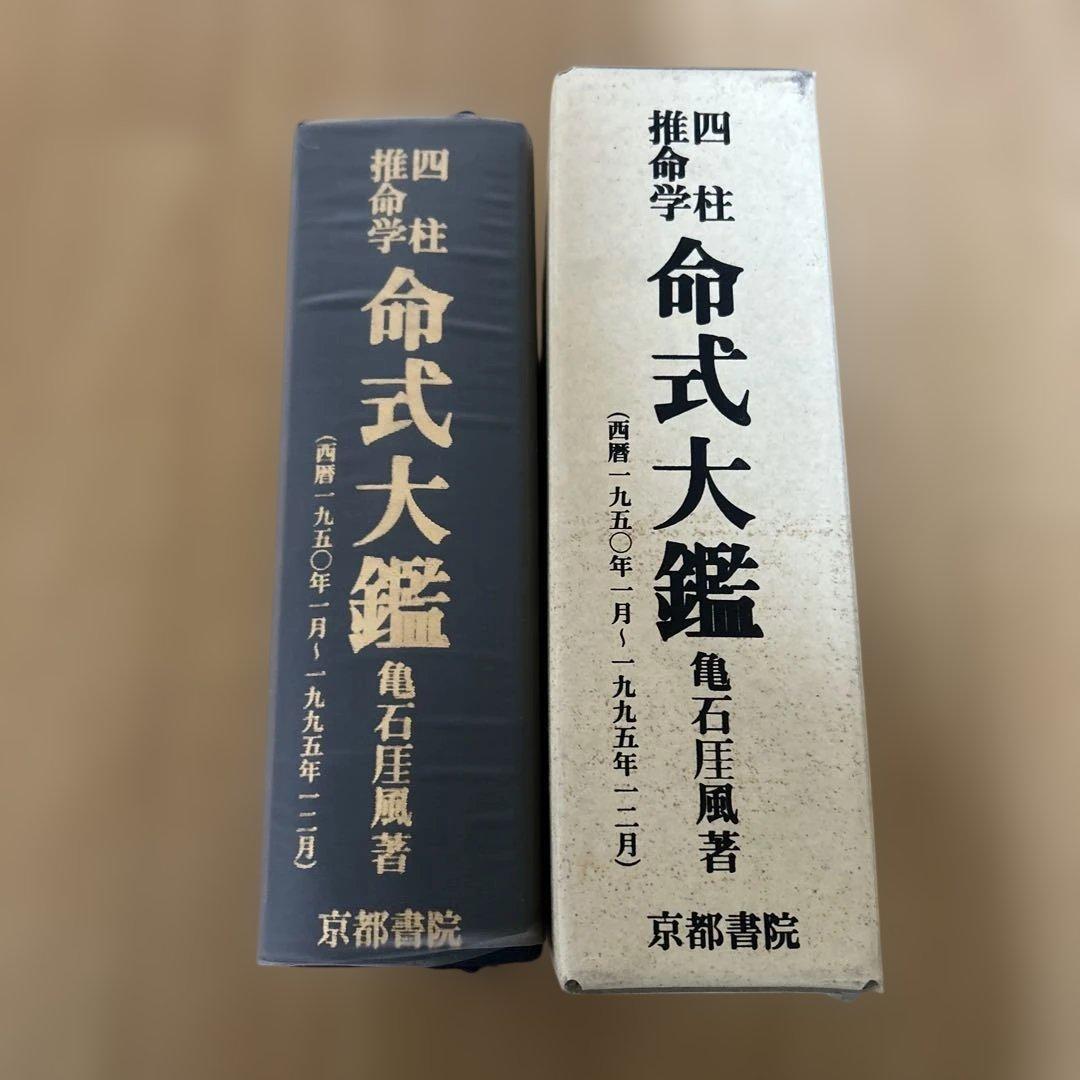 四柱
推命学
命式大鑑
亀石厓風著
(西暦一九五〇年一月~一九九五年一二月)
京都書院
四柱
推命学
命式大鑑
亀石厓風著
(西暦一九五〇年一月~一九九五年一二月)
京都書院